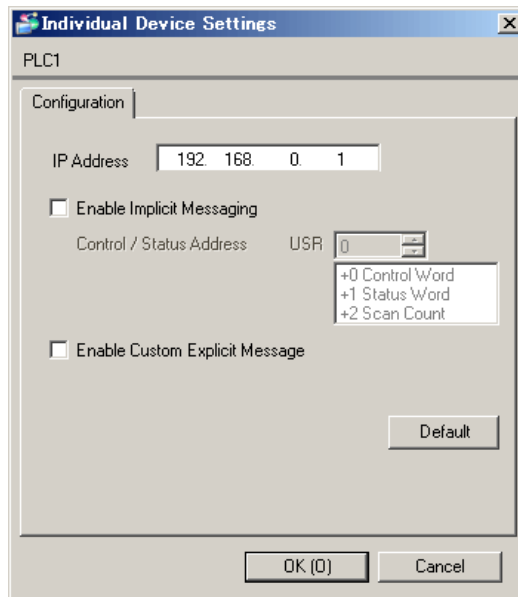 Individual Device Settings
PLC1
Configuration
IP Address 192. 168. 0. 1
Enable Implicit Messaging
Control / Status Address USR 0
+0 Control Word
+1 Status Word
+2 Scan Count
Enable Custom Explicit Message
Default
OK (O) Cancel